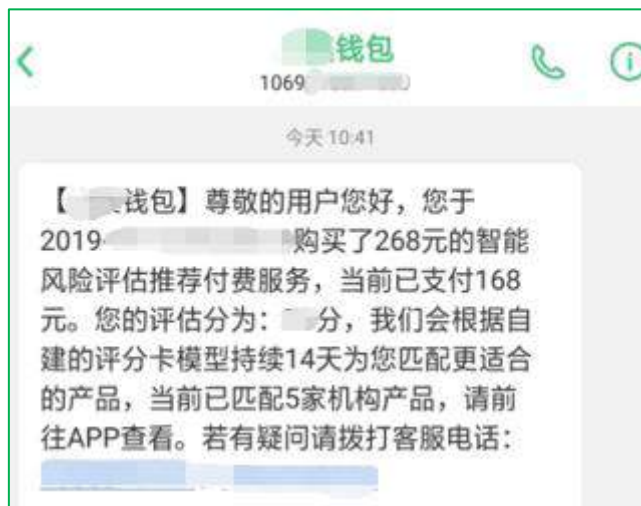 钱包
1069
今天 10:41
【 钱包】尊敬的用户您好，您于
2019 购买了268元的智能
风险评估推荐付费服务，当前已支付168
元。您的评估分为： 分，我们会根据自
建的评分卡模型持续14天为您匹配更适合
的产品，当前已匹配5家机构产品，请前
往APP查看。若有疑问请拨打客服电话：